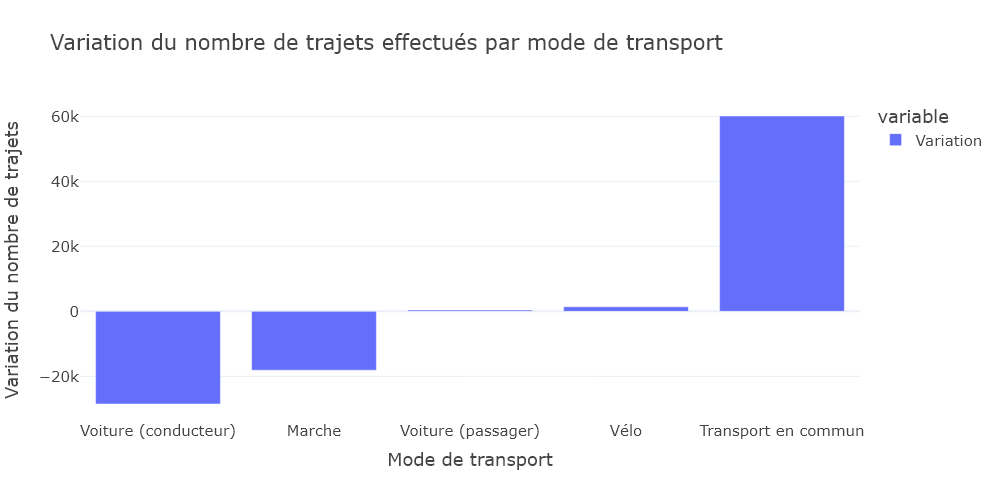 Variation du nombre de trajets effectués par mode de transport
Variation du nombre de trajets
60k
40k
20k
0
−20k
Voiture (conducteur)
Marche
Voiture (passager)
Vélo
Transport en commun
Mode de transport
variable
Variation